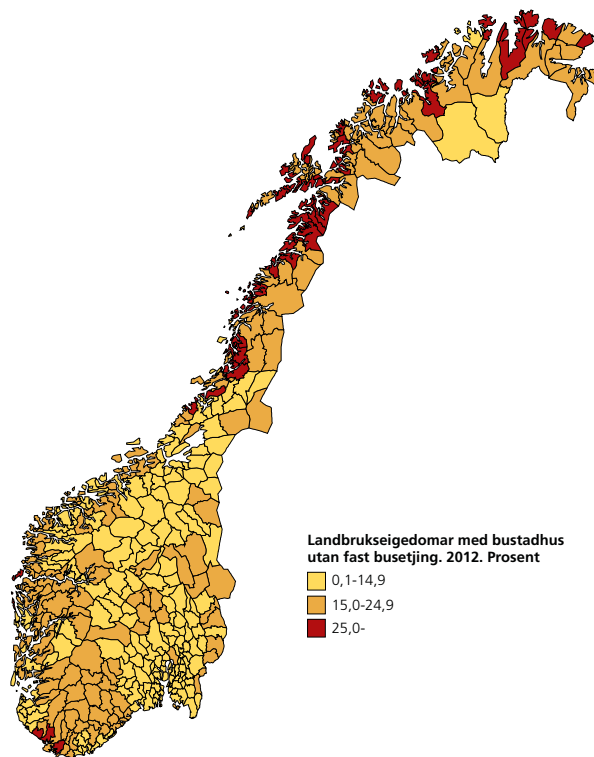 Landbrukseigedomar med bustadhus
utan fast busetjing. 2012. Prosent
0,1-14,9
15,0-24,9
25,0-